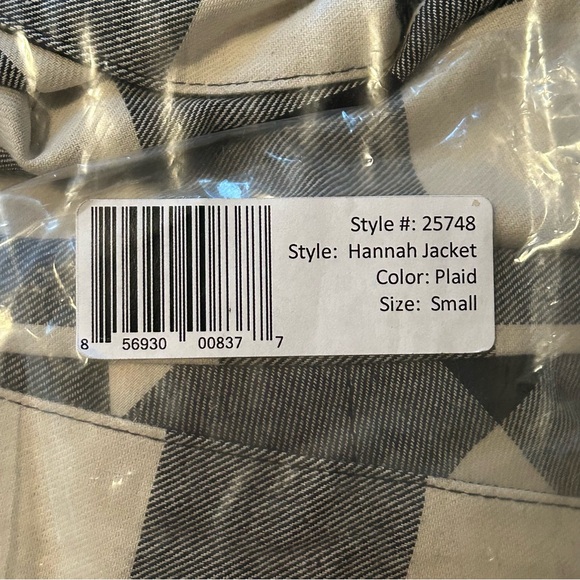 Style #: 25748
Style: Hannah Jacket
Color: Plaid
Size: Small
8 56930 00837 7